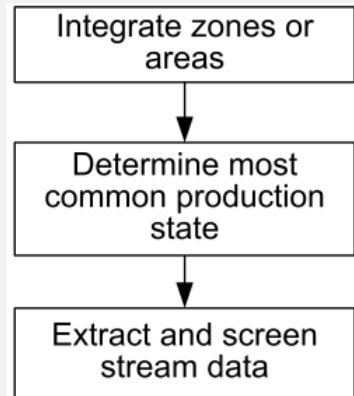 Integrate zones or
areas
Determine most
common production
state
Extract and screen
stream data